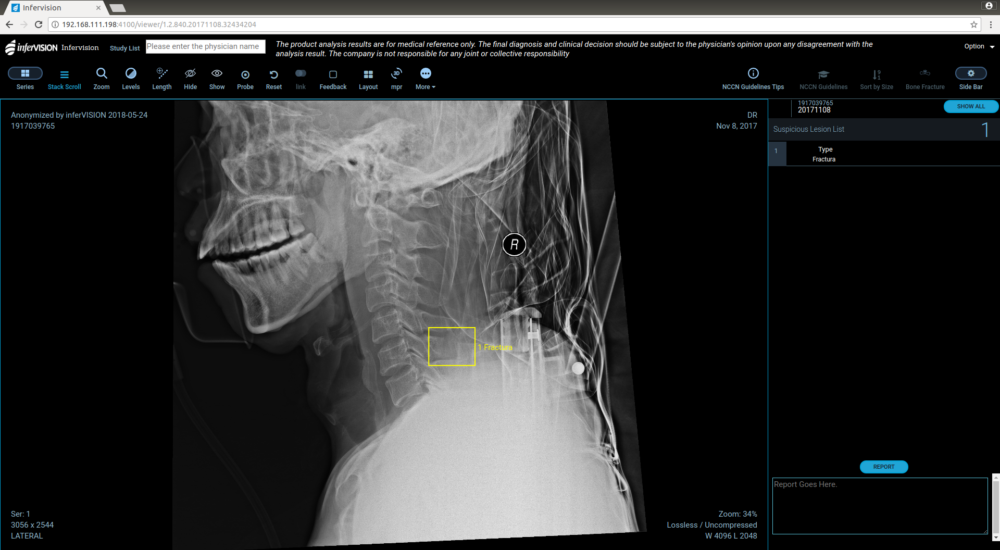 Infervision
192.168.111.198:4100/viewer/1.2.840.20171108.32434204
inferVISION Infervision Study List Please enter the physician name
The product analysis results are for medical reference only. The final diagnosis and clinical decision should be subject to the physician's opinion upon any disagreement with the
analysis result. The company is not responsible for any joint or collective responsibility
Option
Series Stack Scroll Zoom Levels Length Hide Show Probe Reset link Feedback Layout 3D mpr More
NCCN Guidelines Tips NCCN Guidelines 9 1 Sort by Size Bone Fracture Side Bar
Anonymized by inferVISION 2018-05-24
1917039765
DR
Nov 8, 2017
R
1 Fractura
Ser: 1
3056 x 2544
LATERAL
Zoom: 34%
Lossless / Uncompressed
W 4096 L 2048
1917039765
20171108
SHOW ALL
Suspicious Lesion List 1
1 Type
Fractura
REPORT
Report Goes Here.